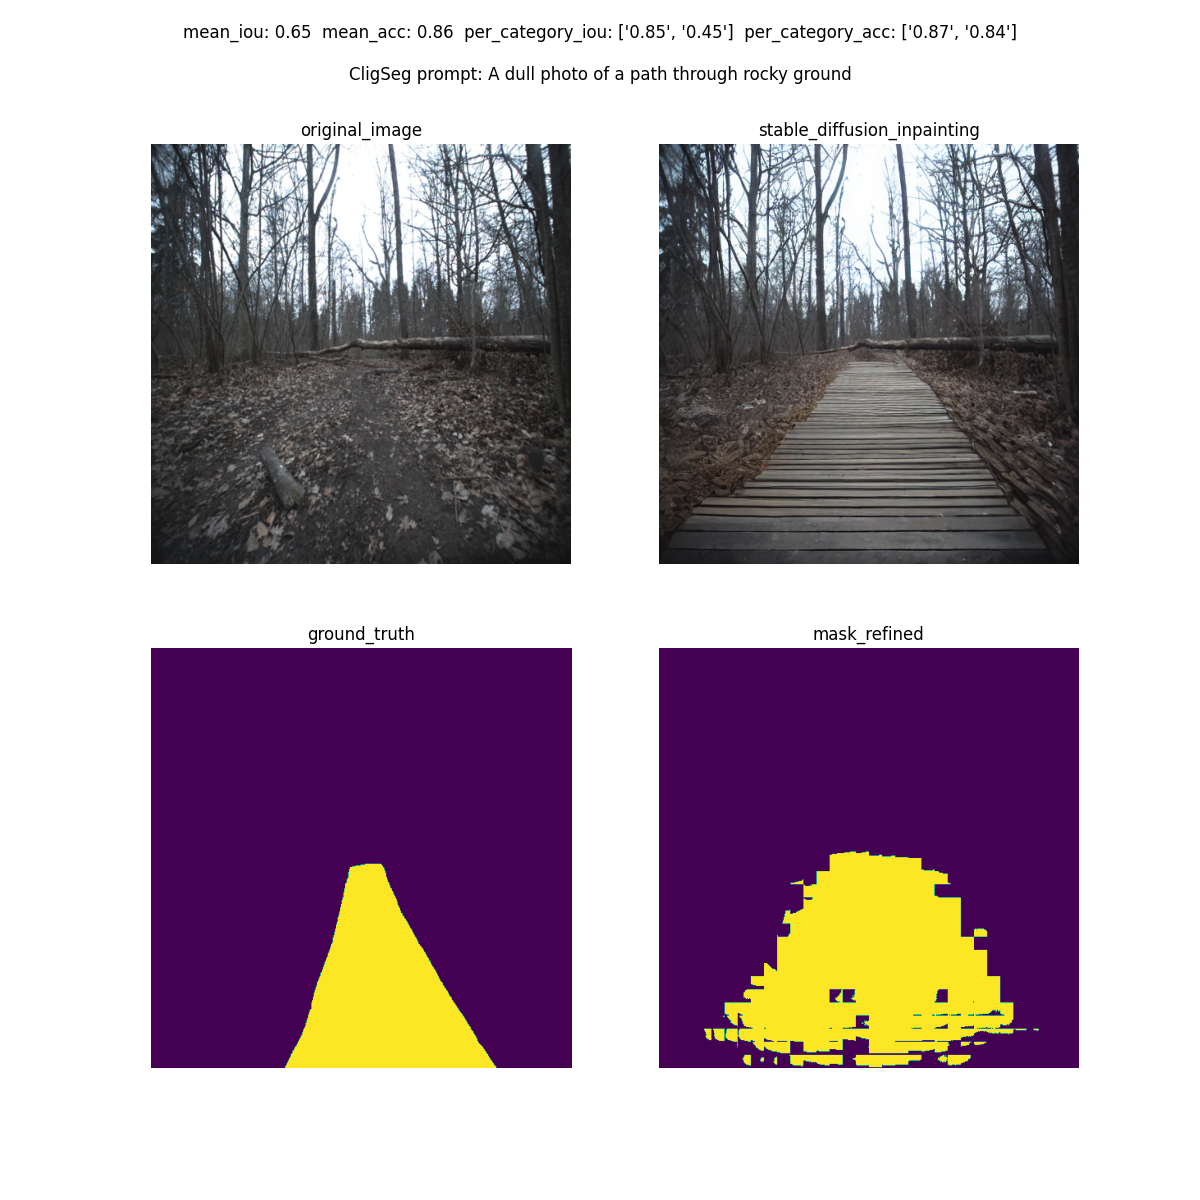 mean_iou: 0.65  mean_acc: 0.86  per_category_iou: ['0.85', '0.45']  per_category_acc: ['0.87', '0.84']
CligSeg prompt: A dull photo of a path through rocky ground
original_image
stable_diffusion_inpainting
ground_truth
mask_refined